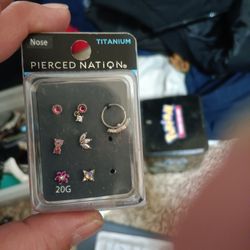 Nose
TITANIUM
PIERCED NATION
20G